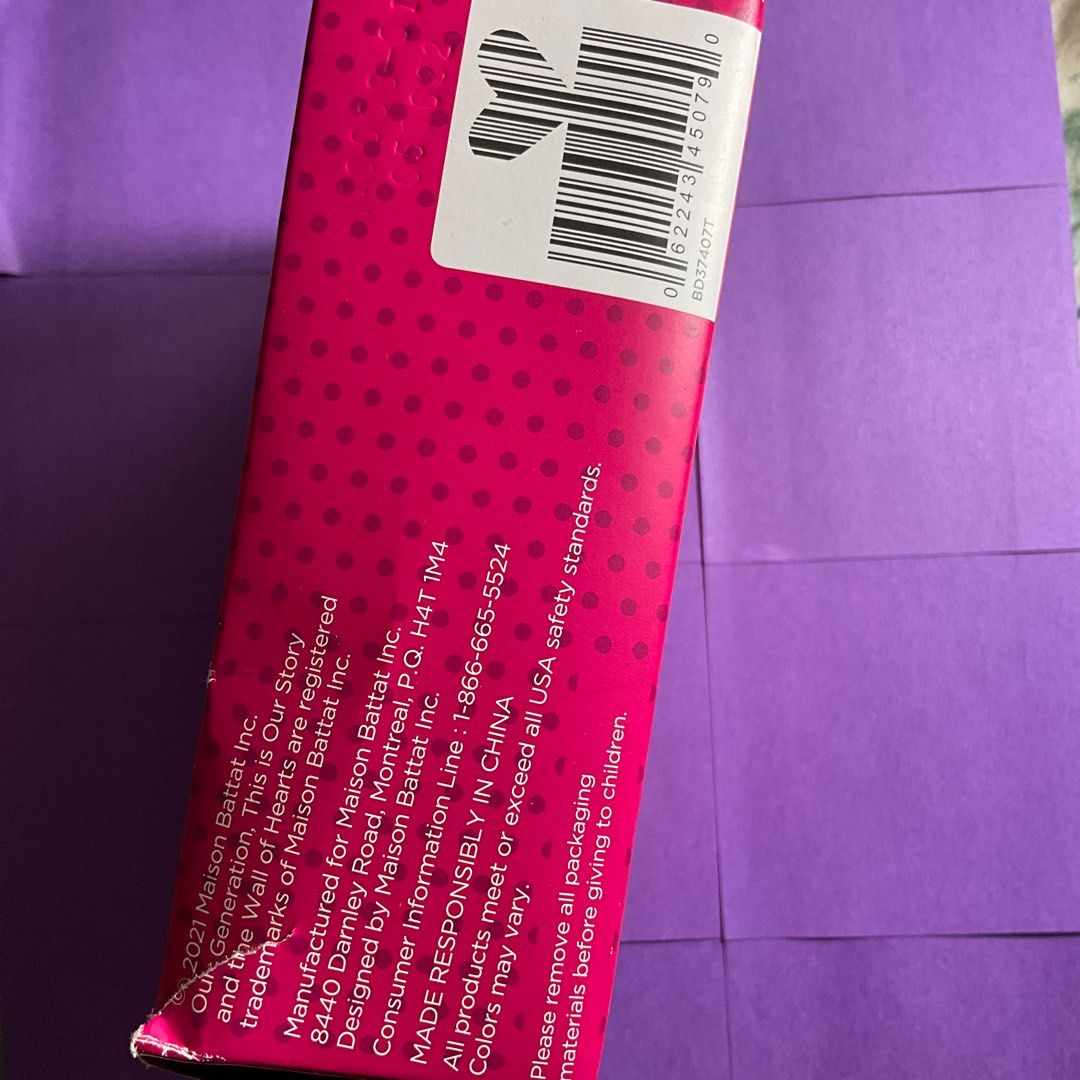 © 2021 Maison Battat Inc.
Our Generation, This is Our Story
and the Wall of Hearts are registered
trademarks of Maison Battat Inc.
Manufactured for Maison Battat Inc.
8440 Darnley Road, Montreal, P.Q. H4T 1M4
Designed by Maison Battat Inc.
Consumer Information Line : 1-866-665-5524
MADE RESPONSIBLY IN CHINA
All products meet or exceed all USA safety standards.
Colors may vary.
Please remove all packaging
materials before giving to children.
0 62243 45079 0
BD37407T